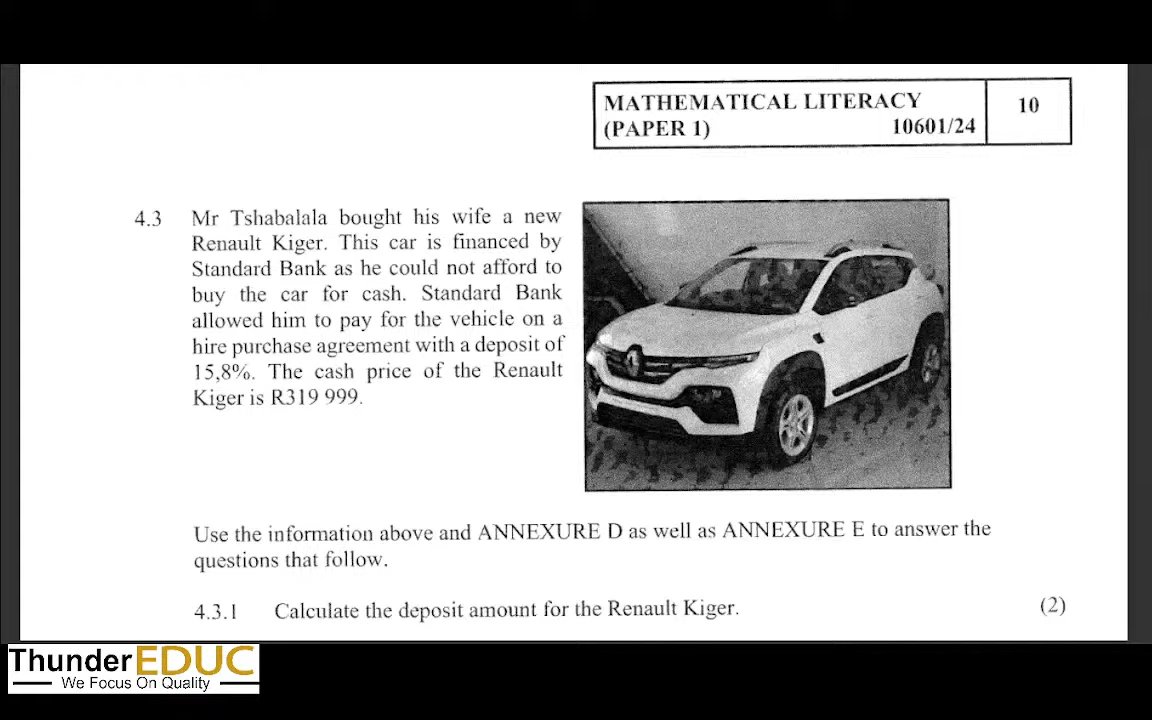 MATHEMATICAL LITERACY
(PAPER 1) 10601/24
10
4.3 Mr Tshabalala bought his wife a new
Renault Kiger. This car is financed by
Standard Bank as he could not afford to
buy the car for cash. Standard Bank
allowed him to pay for the vehicle on a
hire purchase agreement with a deposit of
15,8%. The cash price of the Renault
Kiger is R319 999.
Use the information above and ANNEXURE D as well as ANNEXURE E to answer the
questions that follow.
4.3.1 Calculate the deposit amount for the Renault Kiger. (2)
ThunderEDUC
We Focus On Quality